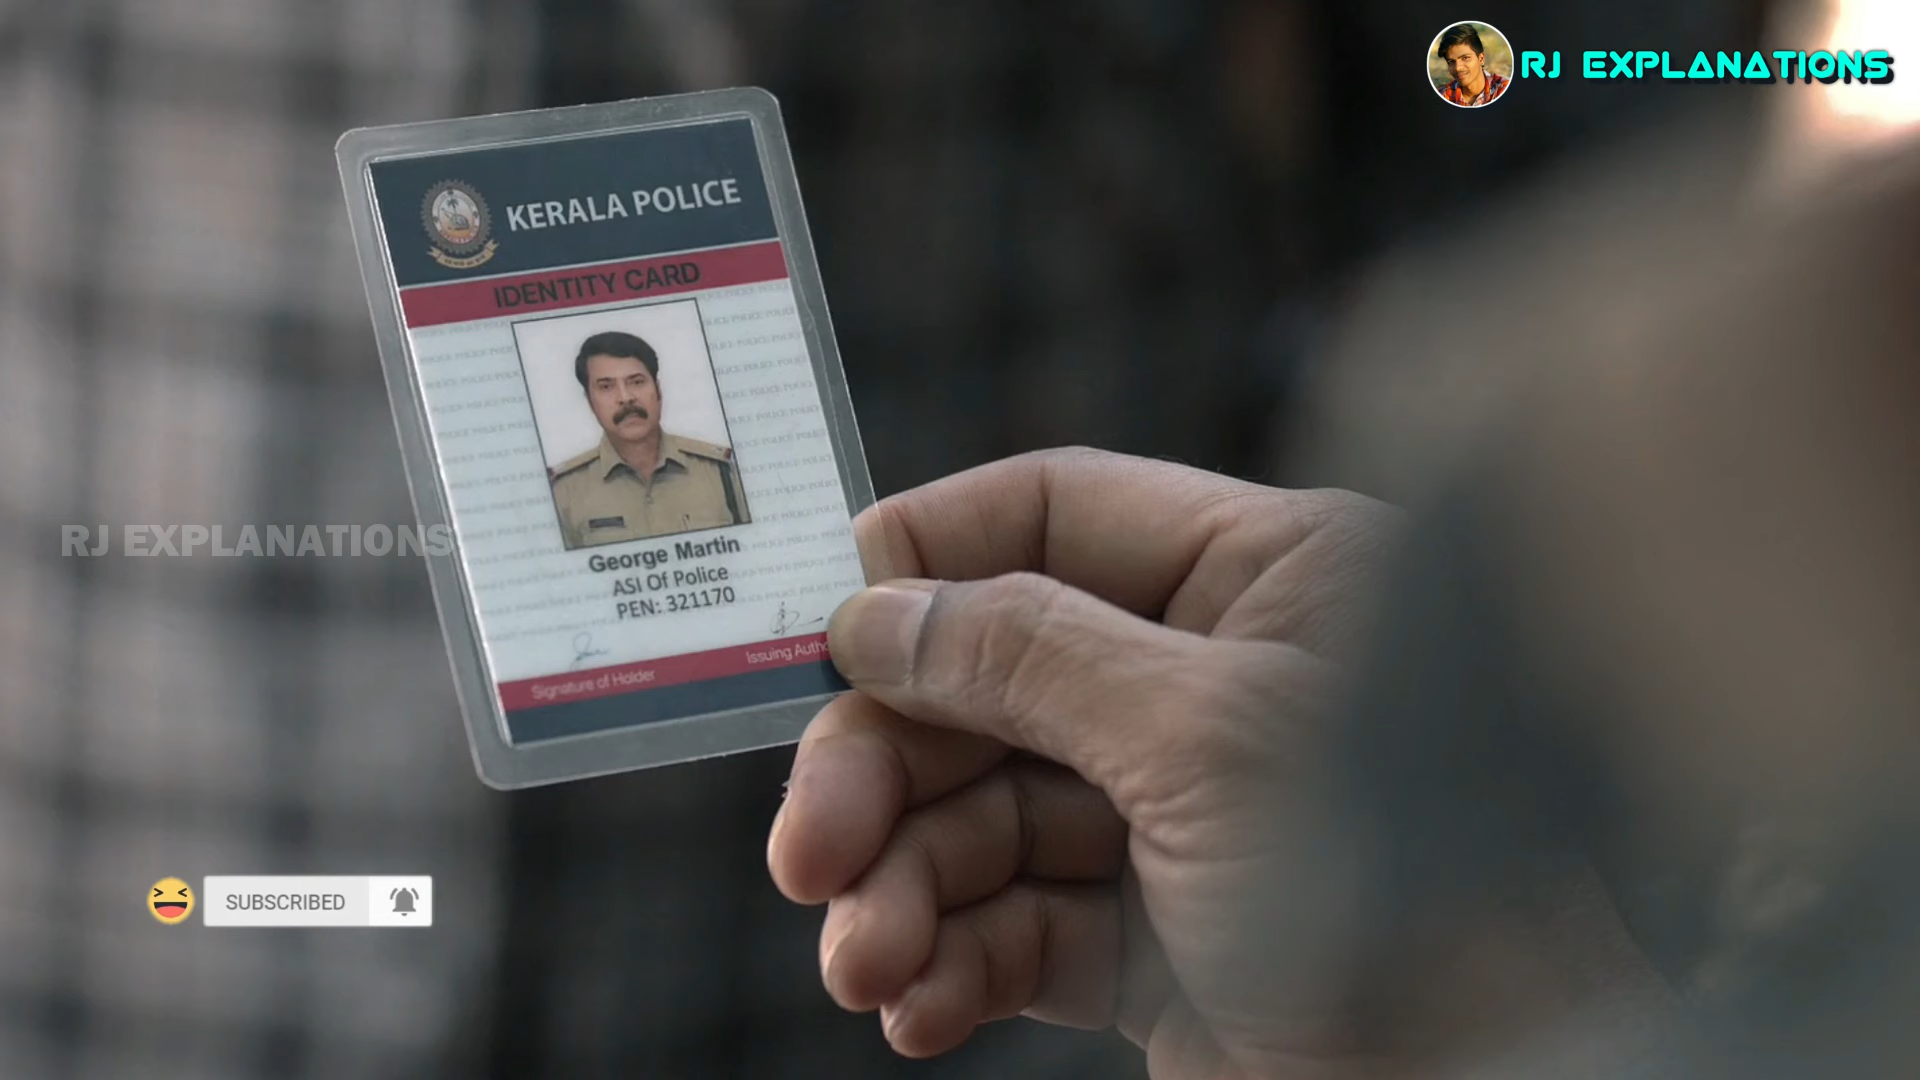 RJ EXPLANATIONS
KERALA POLICE
IDENTITY CARD
RJ EXPLANATIONS
George Martin
ASI Of Police
PEN: 321170
Signature of Holder
Issuing Autho
SUBSCRIBED